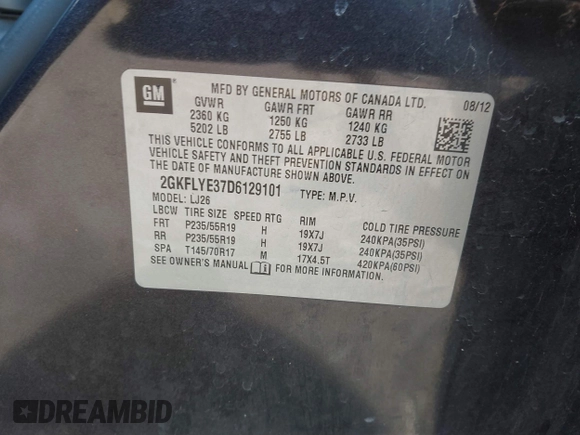 GM
MFD BY GENERAL MOTORS OF CANADA LTD. 08/12
GVWR GAWR FRT GAWR RR
2360 KG 1250 KG 1240 KG
5202 LB 2755 LB 2733 LB
THIS VEHICLE CONFORMS TO ALL APPLICABLE U.S. FEDERAL MOTOR
VEHICLE SAFETY AND THEFT PREVENTION STANDARDS IN EFFECT ON
THE DATE OF MANUFACTURE SHOWN ABOVE.
2GKFLYE37D6129101 TYPE: M.P.V.
MODEL: LJ26
LBCW TIRE SIZE SPEED RTG RIM COLD TIRE PRESSURE
FRT P235/55R19 H 19X7J 240KPA(35PSI)
RR P235/55R19 H 19X7J 240KPA(35PSI)
SPA T145/70R17 M 17X4.5T 420KPA(60PSI)
SEE OWNER'S MANUAL FOR MORE INFORMATION.
DREAMBID